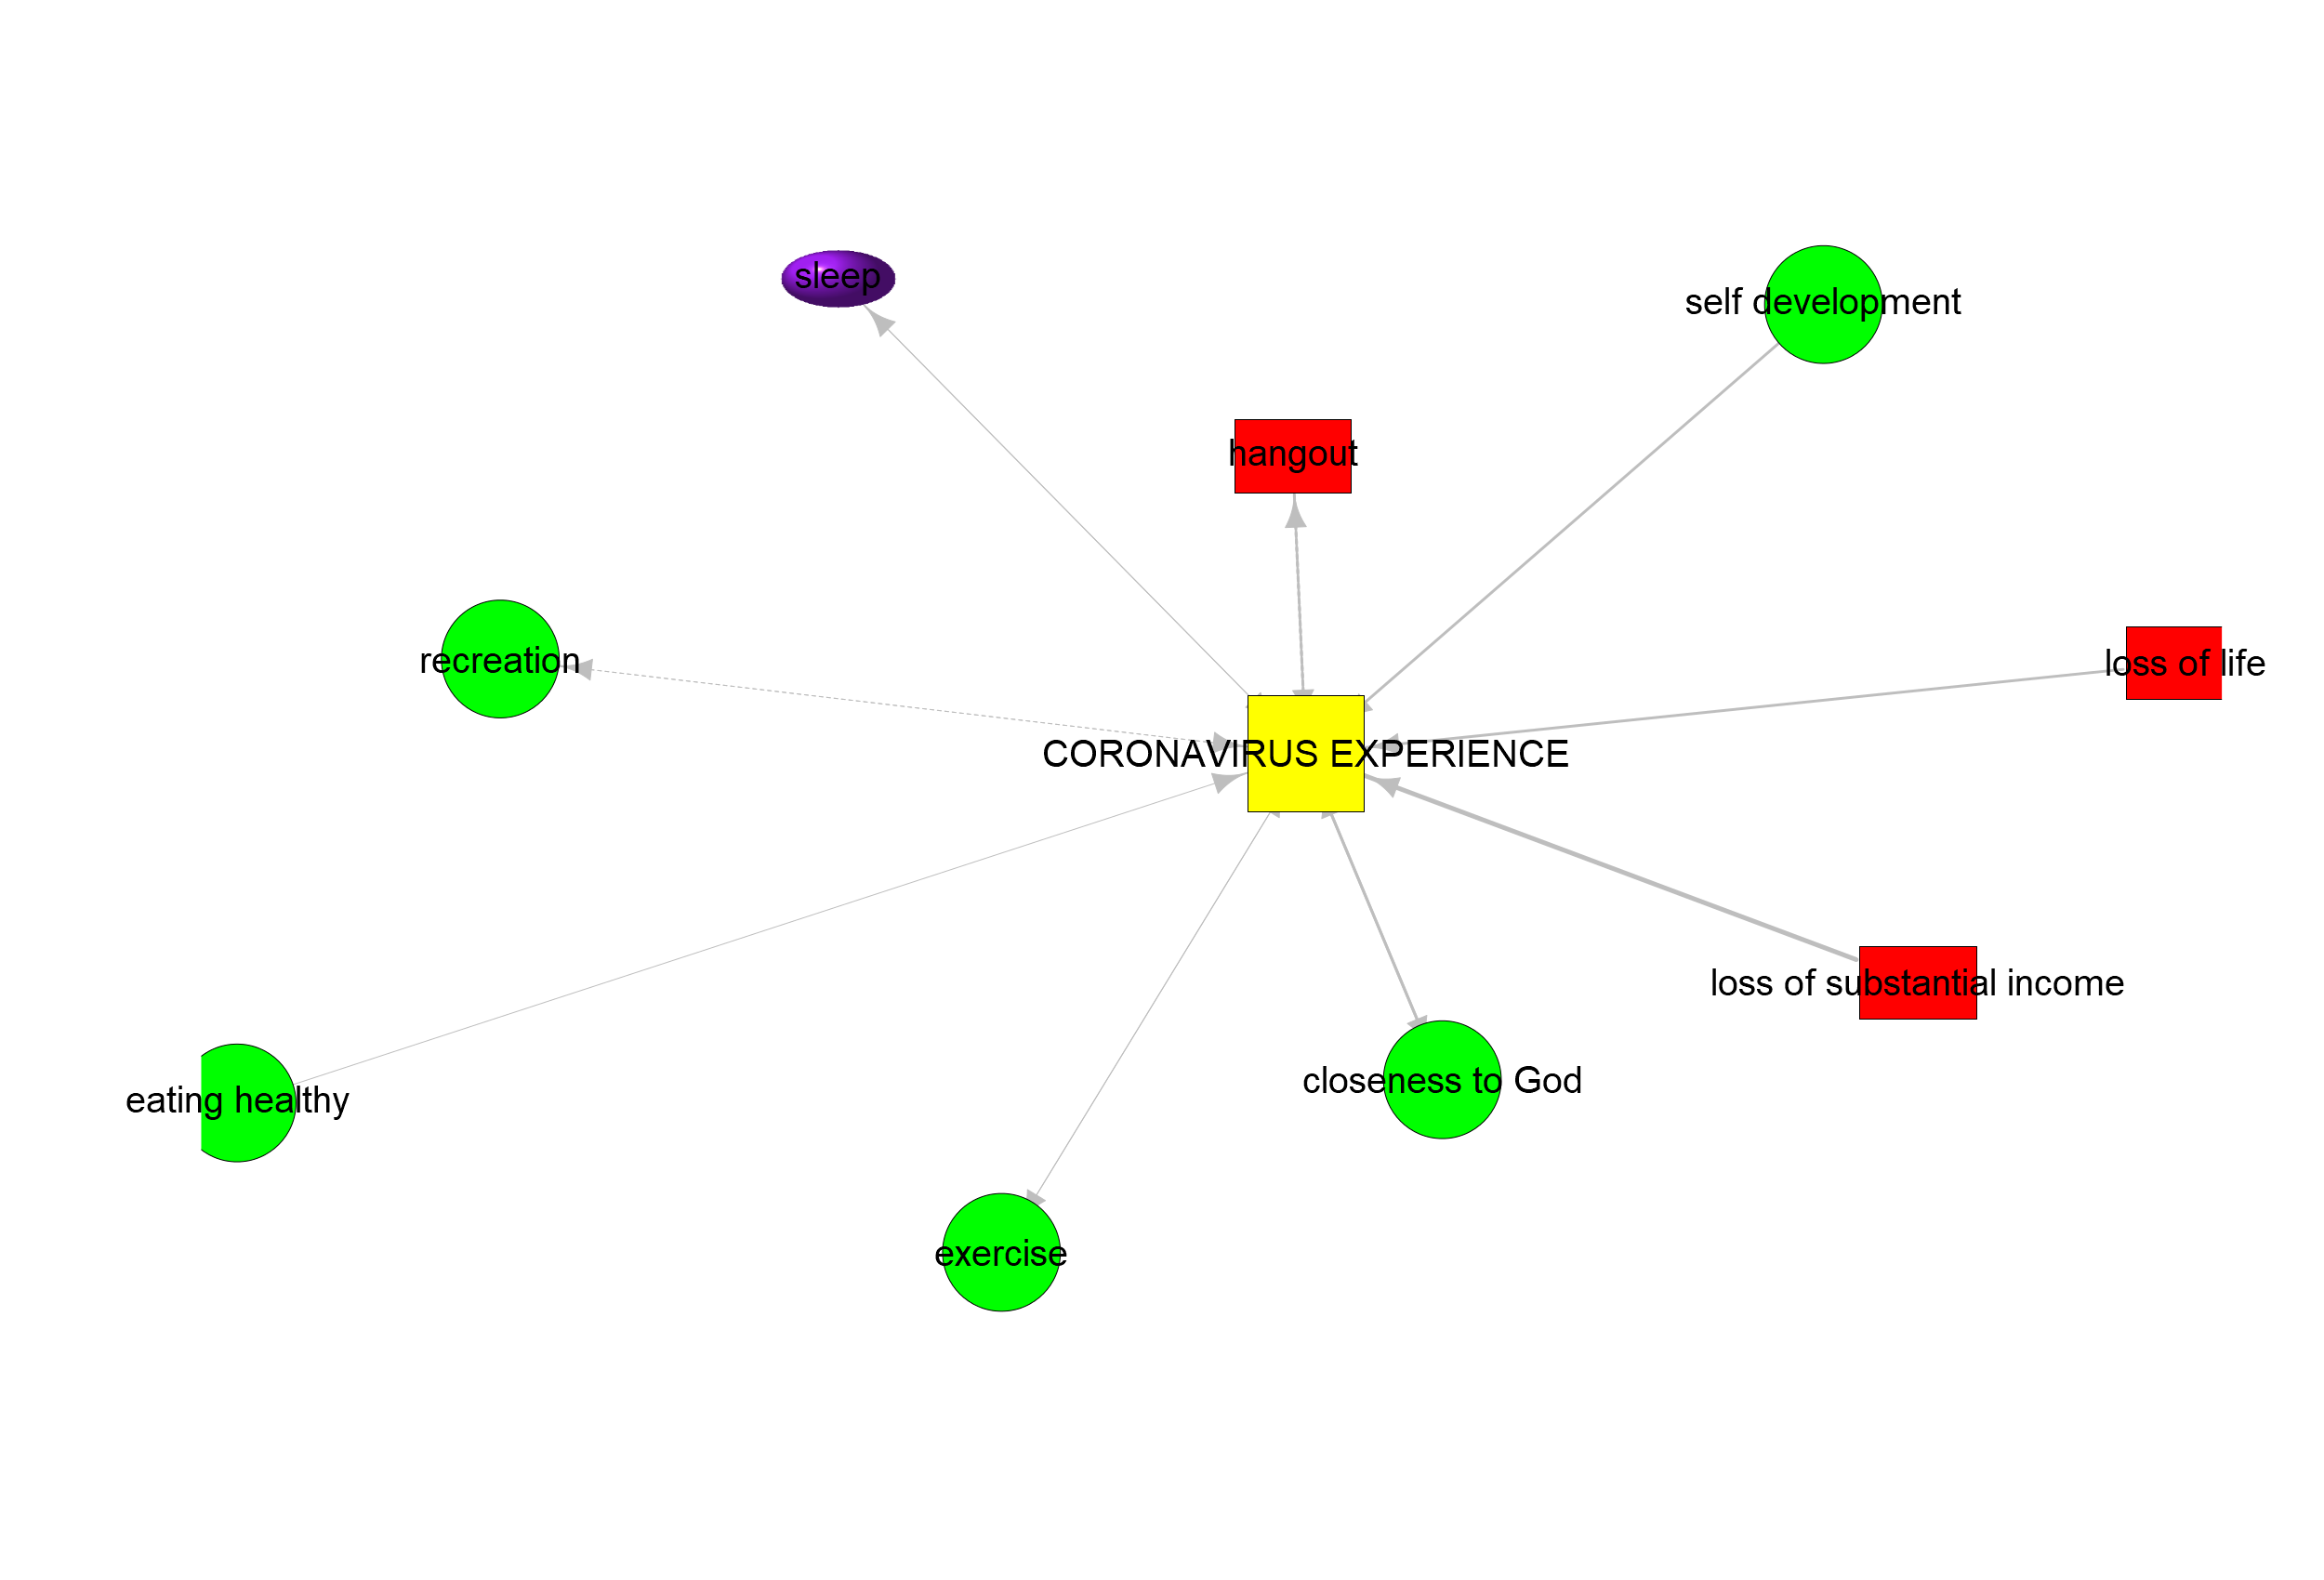 sleep
self development
hangout
recreation
loss of life
CORONAVIRUS EXPERIENCE
loss of substantial income
closeness to God
eating healthy
exercise